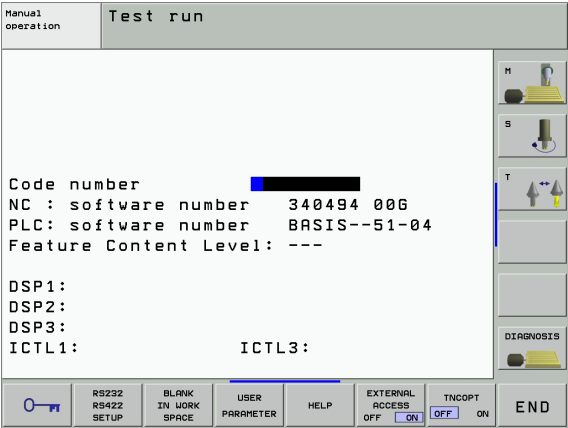 Manual
operation
Test run
M
S
T
Code number
NC : software number 340494 00G
PLC: software number BASIS--51-04
Feature Content Level: ---
DSP1:
DSP2:
DSP3:
ICTL1: ICTL3:
DIAGNOSIS
RS232
RS422
SETUP
BLANK
IN WORK
SPACE
USER
PARAMETER
HELP
EXTERNAL
ACCESS
OFF ON
TNCOPT
OFF ON
END